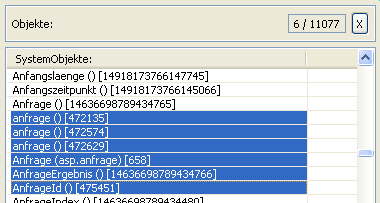 Objekte:
6 / 11077
X
SystemObjekte:
Anfangslaenge () [14918173766147745]
Anfangszeitpunkt () [14918173766145066]
Anfrage () [14636698789434765]
anfrage () [472135]
anfrage () [472574]
anfrage () [472629]
Anfrage (asp.anfrage) [658]
AnfrageErgebnis () [14636698789434766]
AnfrageId () [475451]
AnfrageIndex () [14636698789434480]